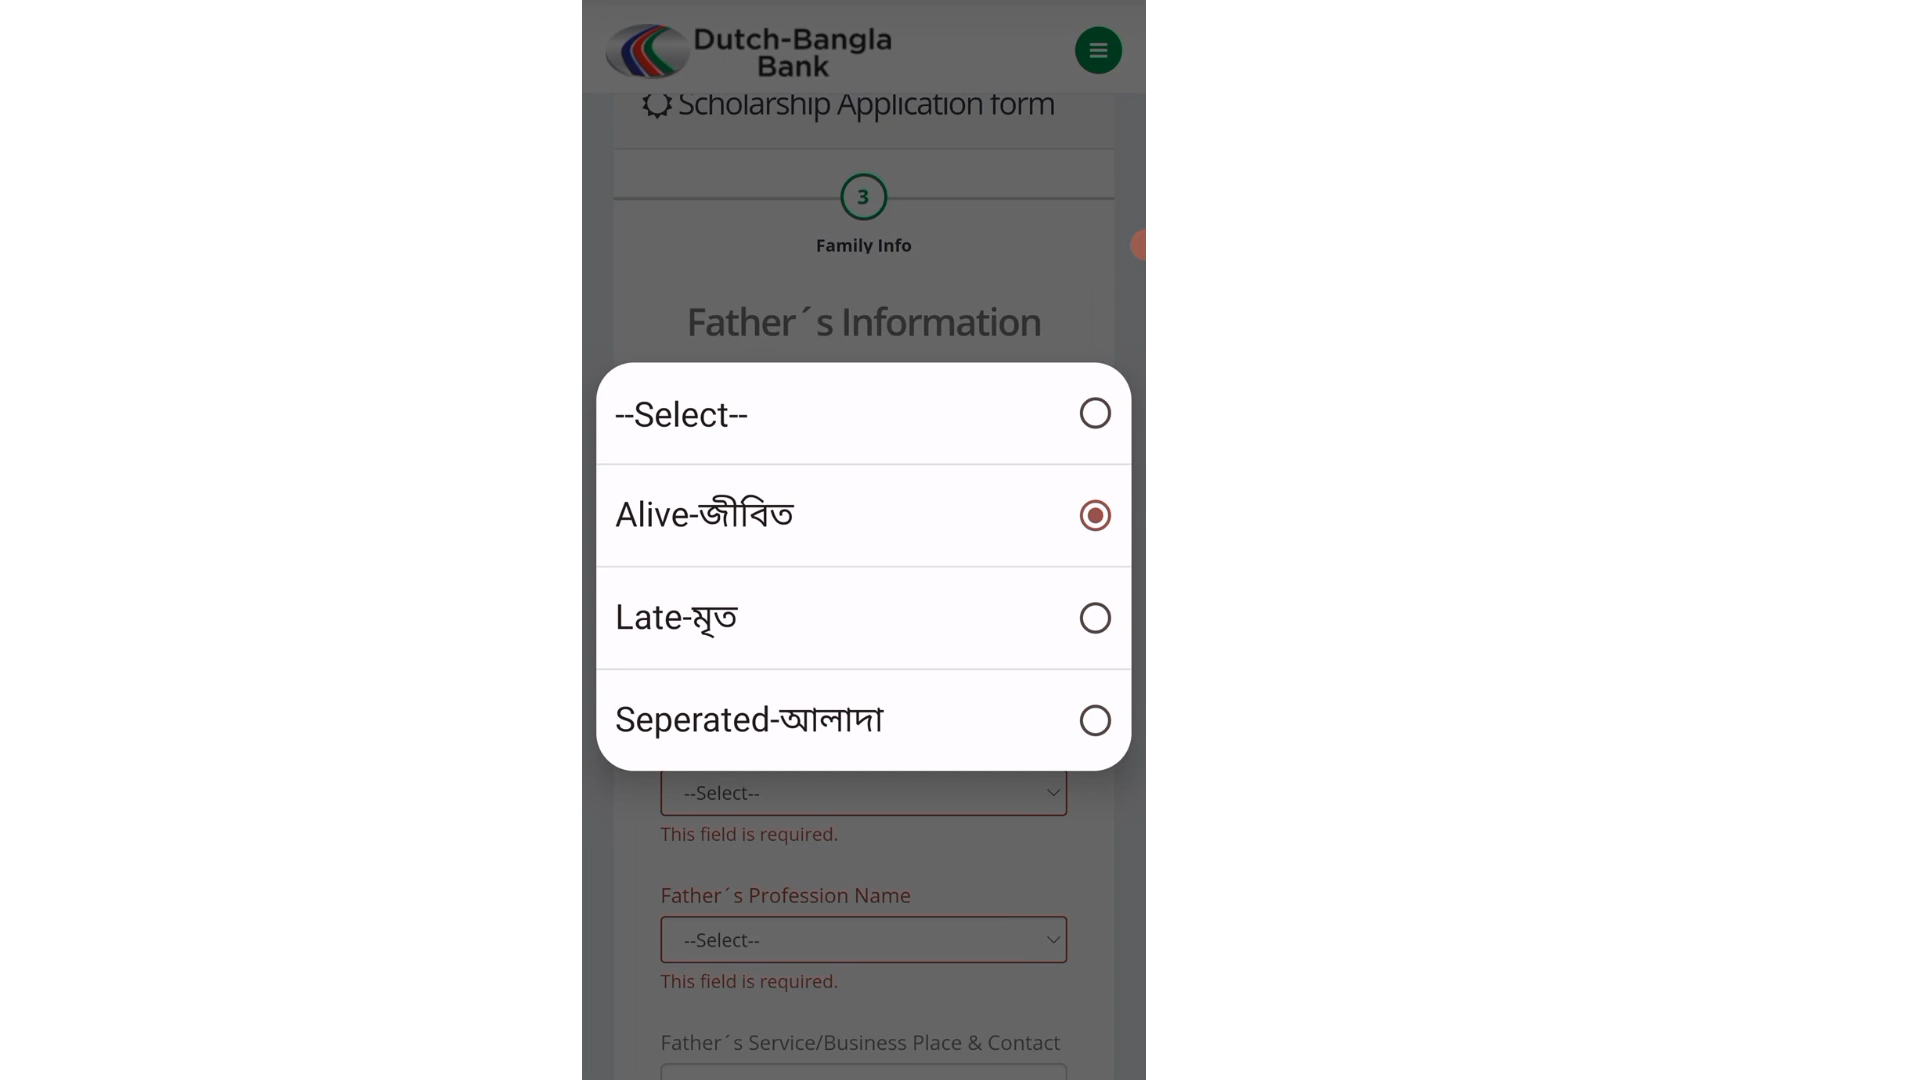 Dutch-Bangla
Bank
Scholarship Application form
3
Family Info
Father´s Information
--Select--
Alive-জীবিত
Late-মৃত
Seperated-আলাদা
--Select--
This field is required.
Father´s Profession Name
--Select--
This field is required.
Father´s Service/Business Place & Contact